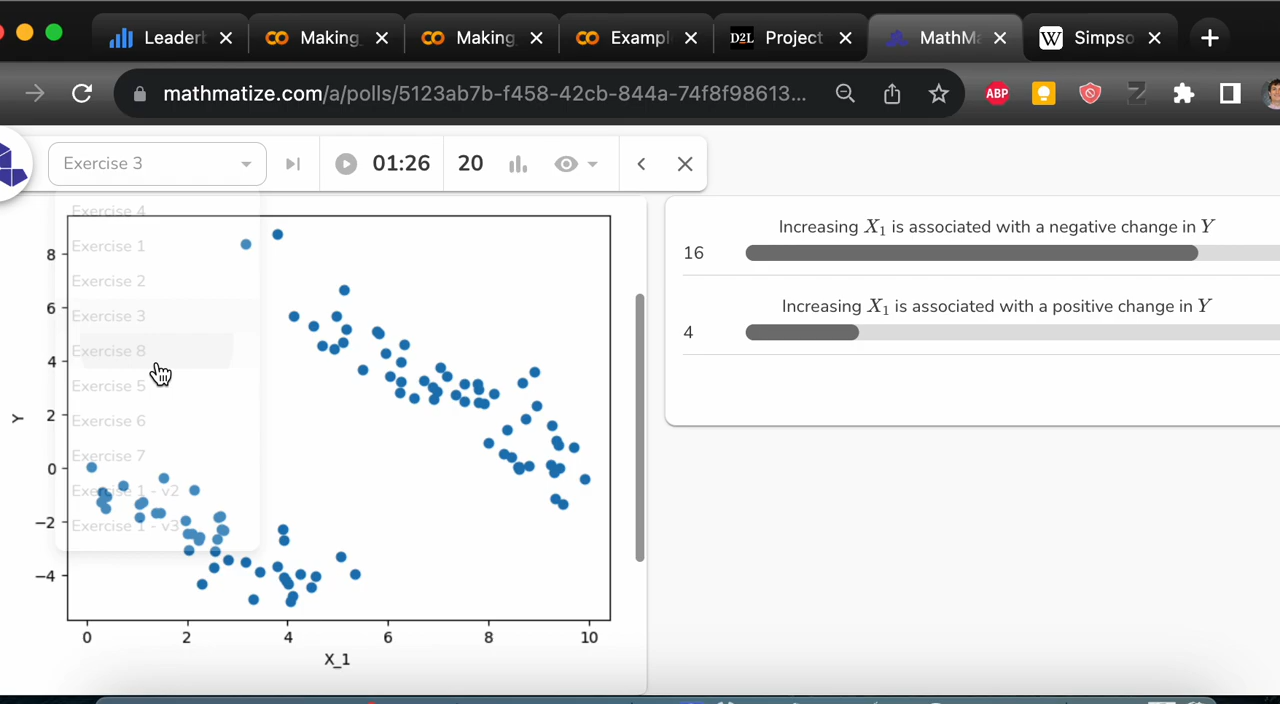 Leader
Making
Making
Exampl
D2L Project
MathMa
W Simpso
mathmatize.com/a/polls/5123ab7b-f458-42cb-844a-74f8f98613...
ABP
Exercise 3
01:26
20
Exercise 4
Exercise 1
Exercise 2
Exercise 3
Exercise 8
Exercise 5
Exercise 6
Exercise 7
Exercise 1 - v2
Exercise 1 - v3
Y
8
6
4
2
0
−2
−4
0 2 4 6 8 10
X_1
Increasing X₁ is associated with a negative change in Y
16
Increasing X₁ is associated with a positive change in Y
4